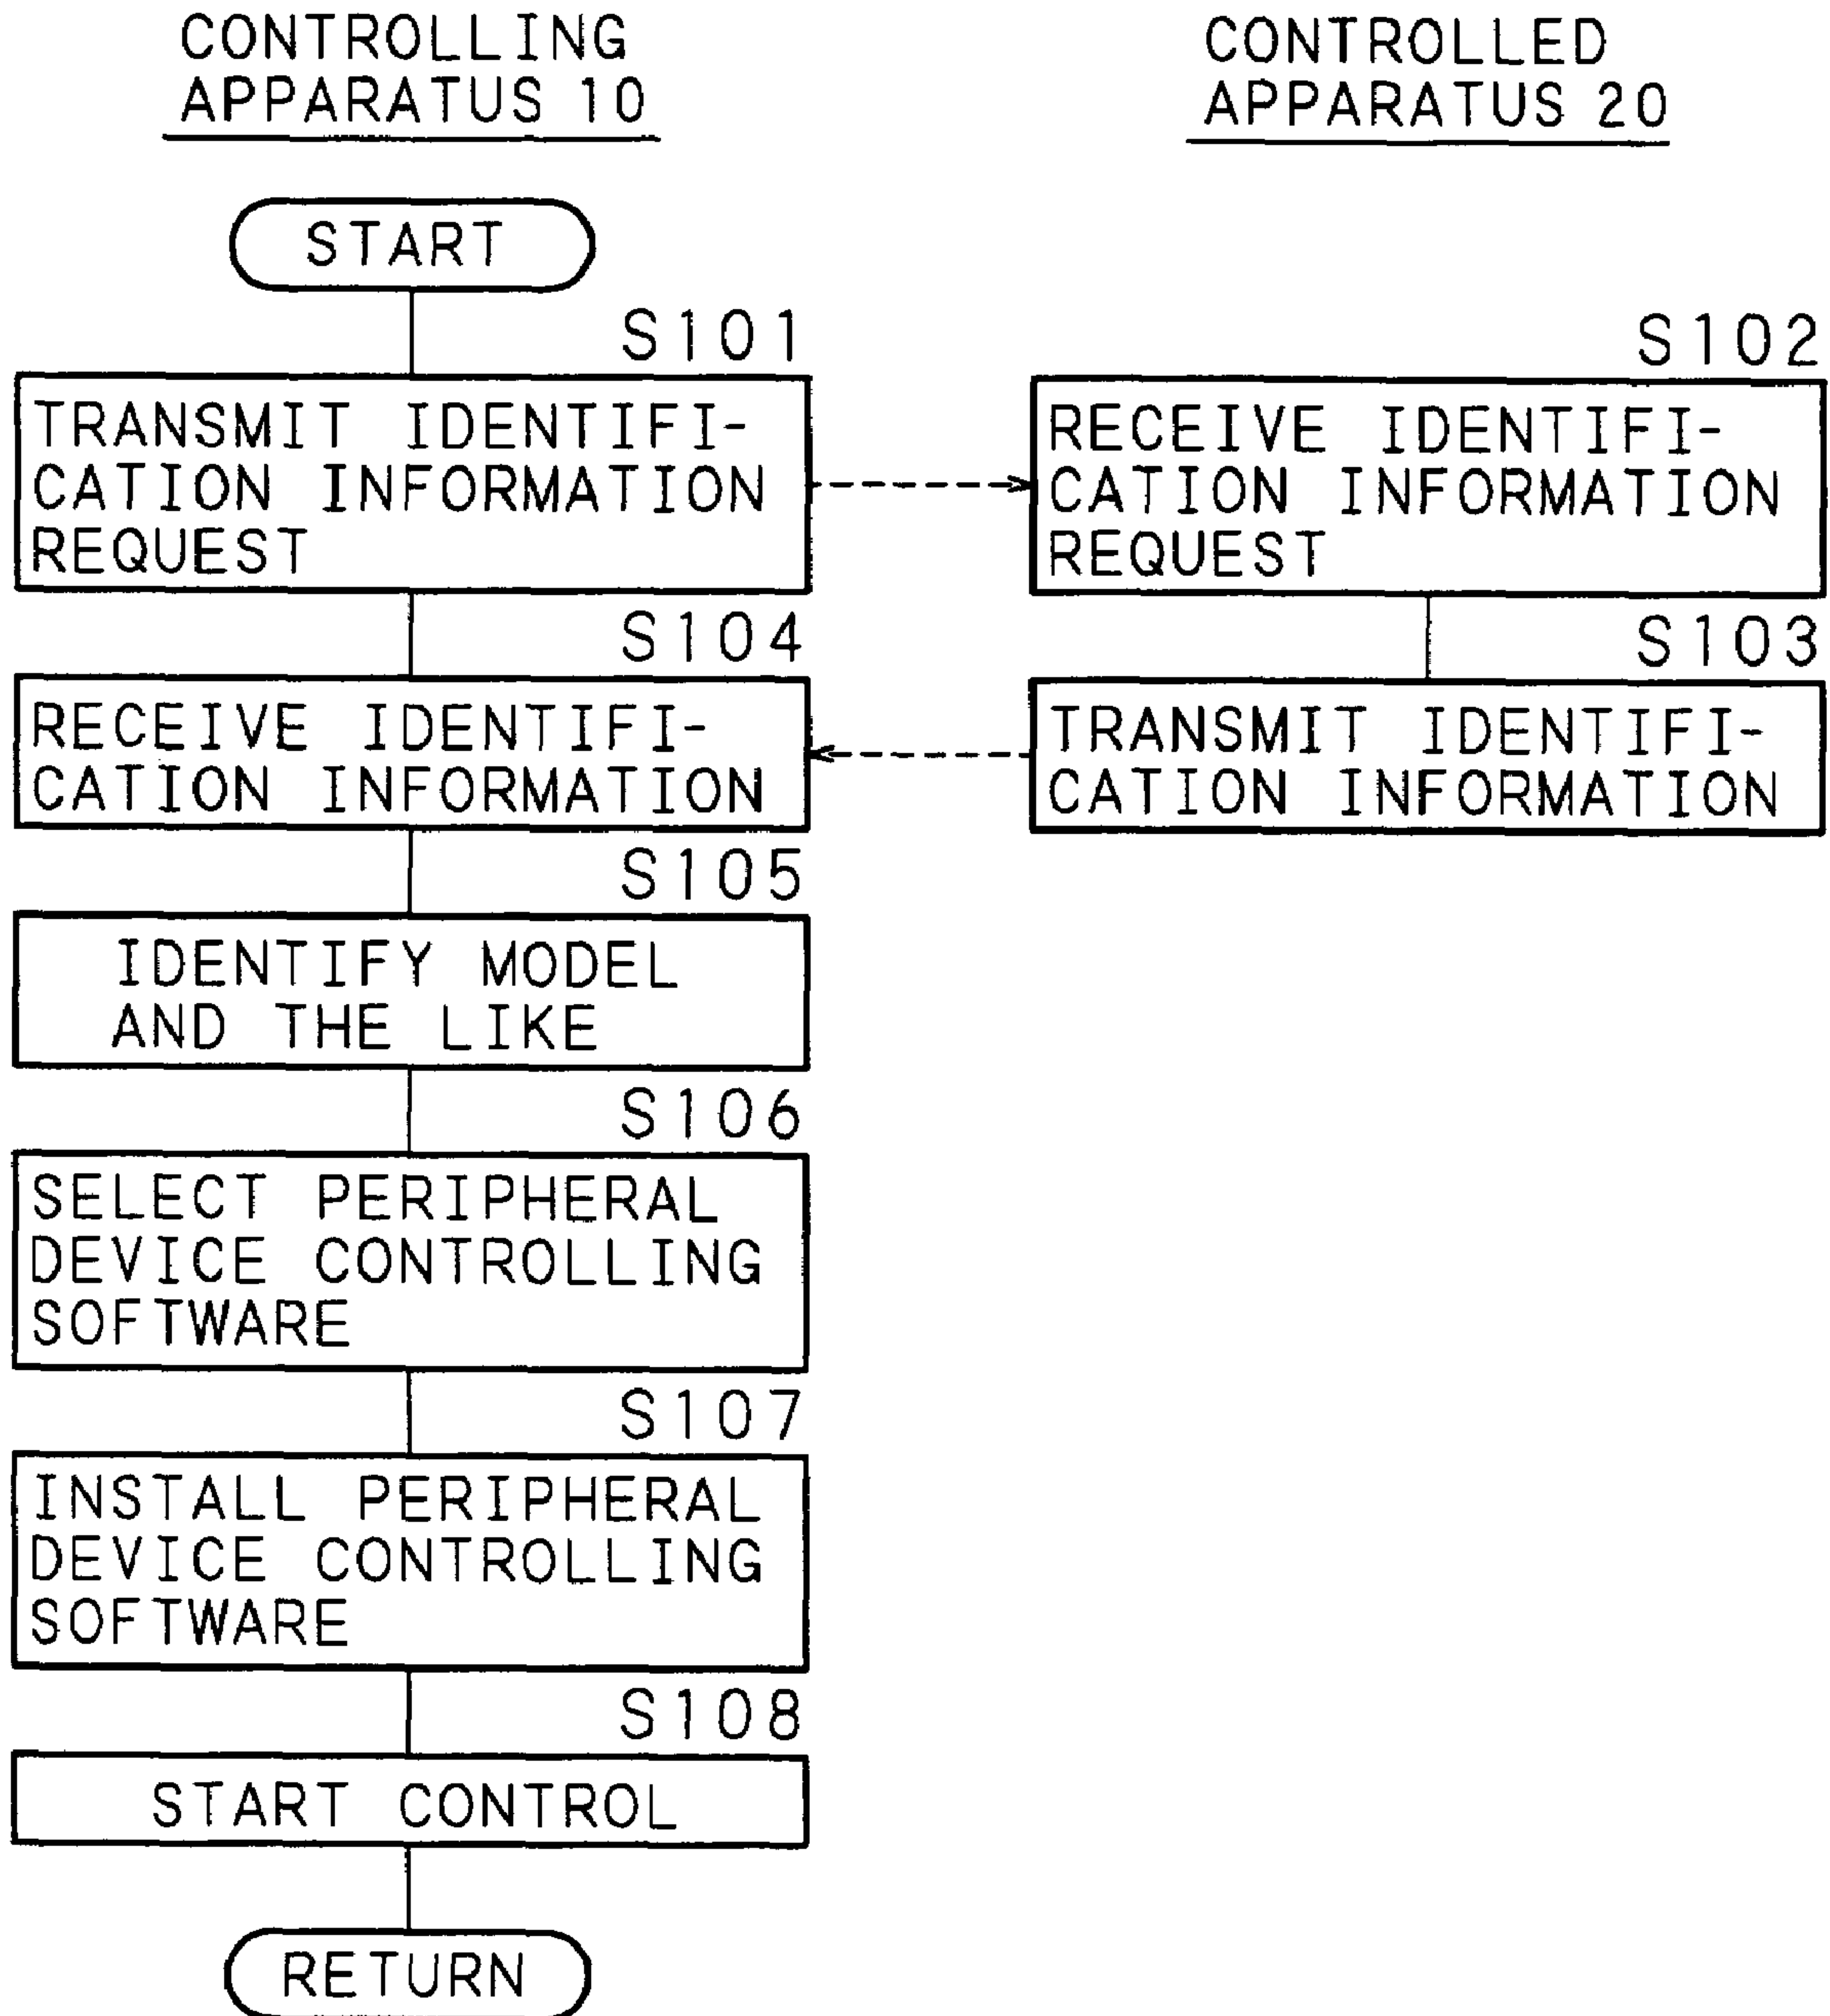 CONTROLLING
APPARATUS 10
CONTROLLED
APPARATUS 20
START
S101
TRANSMIT IDENTIFI-
CATION INFORMATION
REQUEST
S102
RECEIVE IDENTIFI-
CATION INFORMATION
REQUEST
S103
TRANSMIT IDENTIFI-
CATION INFORMATION
S104
RECEIVE IDENTIFI-
CATION INFORMATION
S105
IDENTIFY MODEL
AND THE LIKE
S106
SELECT PERIPHERAL
DEVICE CONTROLLING
SOFTWARE
S107
INSTALL PERIPHERAL
DEVICE CONTROLLING
SOFTWARE
S108
START CONTROL
RETURN